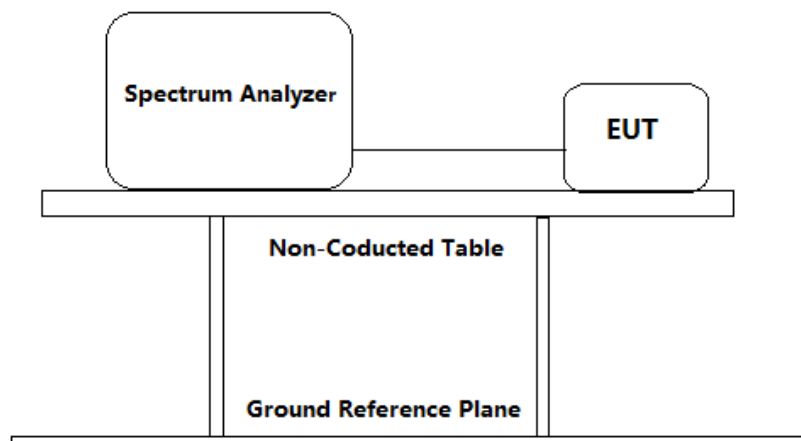 Spectrum Analyzer
EUT
Non-Coducted Table
Ground Reference Plane